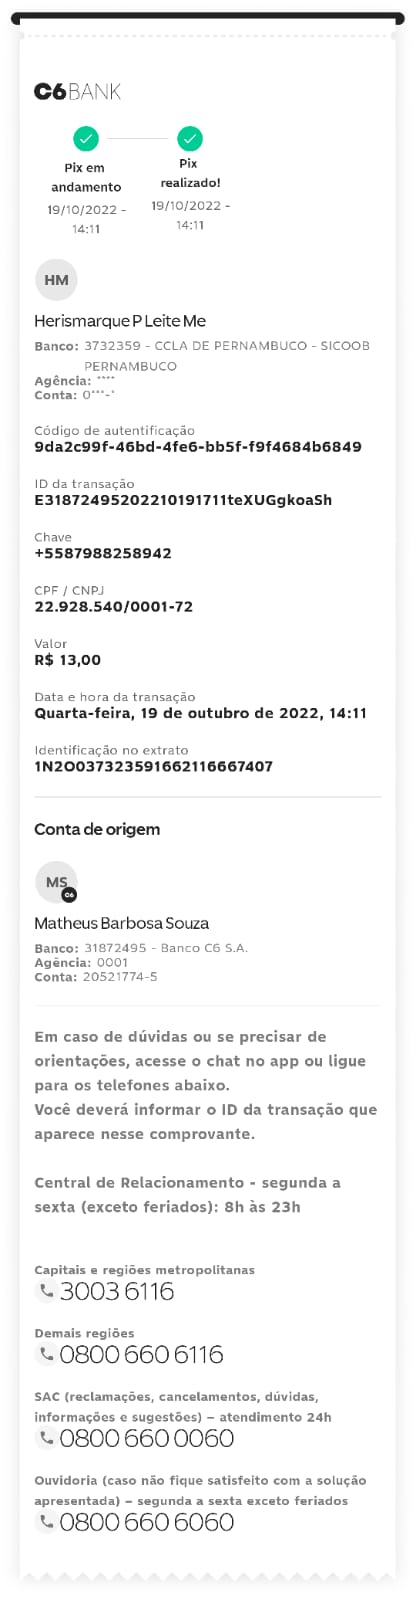 C6BANK
Pix em
andamento
19/10/2022 -
14:11
Pix
realizado!
19/10/2022 -
14:11
HM
Herismarque P Leite Me
Banco: 3732359 - CCLA DE PERNAMBUCO - SICOOB
PERNAMBUCO
Agência: ****
Conta: 0***-*
Código de autentificação
9da2c99f-46bd-4fe6-bb5f-f9f4684b6849
ID da transação
E31872495202210191711teXUGgkoaSh
Chave
+5587988258942
CPF / CNPJ
22.928.540/0001-72
Valor
R$ 13,00
Data e hora da transação
Quarta-feira, 19 de outubro de 2022, 14:11
Identificação no extrato
1N2O037323591662116667407
Conta de origem
MS
C6
Matheus Barbosa Souza
Banco: 31872495 - Banco C6 S.A.
Agência: 0001
Conta: 20521774-5
Em caso de dúvidas ou se precisar de
orientações, acesse o chat no app ou ligue
para os telefones abaixo.
Você deverá informar o ID da transação que
aparece nesse comprovante.
Central de Relacionamento - segunda a
sexta (exceto feriados): 8h às 23h
Capitais e regiões metropolitanas
3003 6116
Demais regiões
0800 660 6116
SAC (reclamações, cancelamentos, dúvidas,
informações e sugestões) – atendimento 24h
0800 660 0060
Ouvidoria (caso não fique satisfeito com a solução
apresentada) – segunda a sexta exceto feriados
0800 660 6060